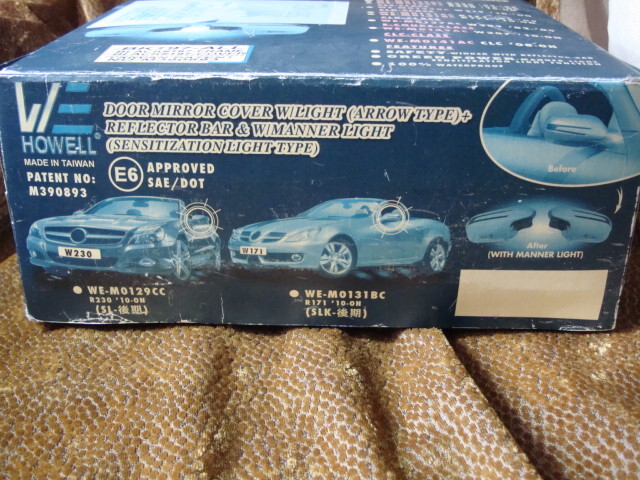 WE
HOWELL
MADE IN TAIWAN
PATENT NO:
M390893
DOOR MIRROR COVER W/LIGHT (ARROW TYPE)+
REFLECTOR BAR & W/MANNER LIGHT
(SENSITIZATION LIGHT TYPE)
E6 APPROVED
SAE/DOT
W230
WE-M0129CC
R230 '10-ON
(SL-後期)
W171
WE-M0131BC
R171 '10-ON
(SLK-後期)
Before
After
(WITH MANNER LIGHT)